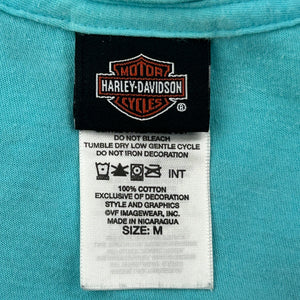 MOTOR
HARLEY-DAVIDSON
CYCLES
®
DO NOT BLEACH
TUMBLE DRY LOW GENTLE CYCLE
DO NOT IRON DECORATION
INT
100% COTTON
EXCLUSIVE OF DECORATION
STYLE AND GRAPHICS
©VF IMAGEWEAR, INC.
MADE IN NICARAGUA
SIZE: M